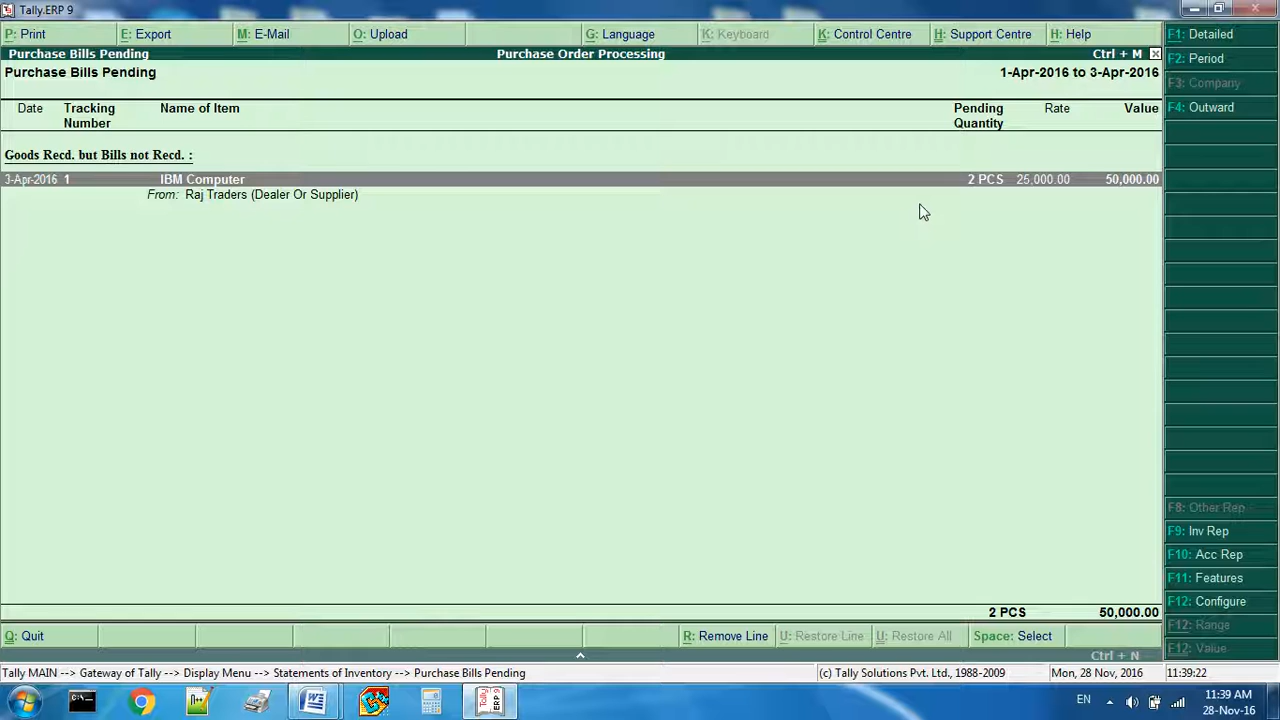 Tally.ERP 9
P: Print E: Export M: E-Mail O: Upload G: Language K: Keyboard K: Control Centre H: Support Centre H: Help
Purchase Bills Pending Purchase Order Processing Ctrl + M
Purchase Bills Pending 1-Apr-2016 to 3-Apr-2016
Date Tracking Number Name of Item Pending Quantity Rate Value
Goods Recd. but Bills not Recd. :
3-Apr-2016 1 IBM Computer 2 PCS 25,000.00 50,000.00
From: Raj Traders (Dealer Or Supplier)
2 PCS 50,000.00
Q: Quit R: Remove Line U: Restore Line U: Restore All Space: Select
Ctrl + N
F1: Detailed
F2: Period
F3: Company
F4: Outward
F8: Other Rep
F9: Inv Rep
F10: Acc Rep
F11: Features
F12: Configure
F12: Range
F12: Value
Tally MAIN --> Gateway of Tally --> Display Menu --> Statements of Inventory --> Purchase Bills Pending (c) Tally Solutions Pvt. Ltd., 1988-2009 Mon, 28 Nov, 2016 11:39:22
EN 11:39 AM
28-Nov-16